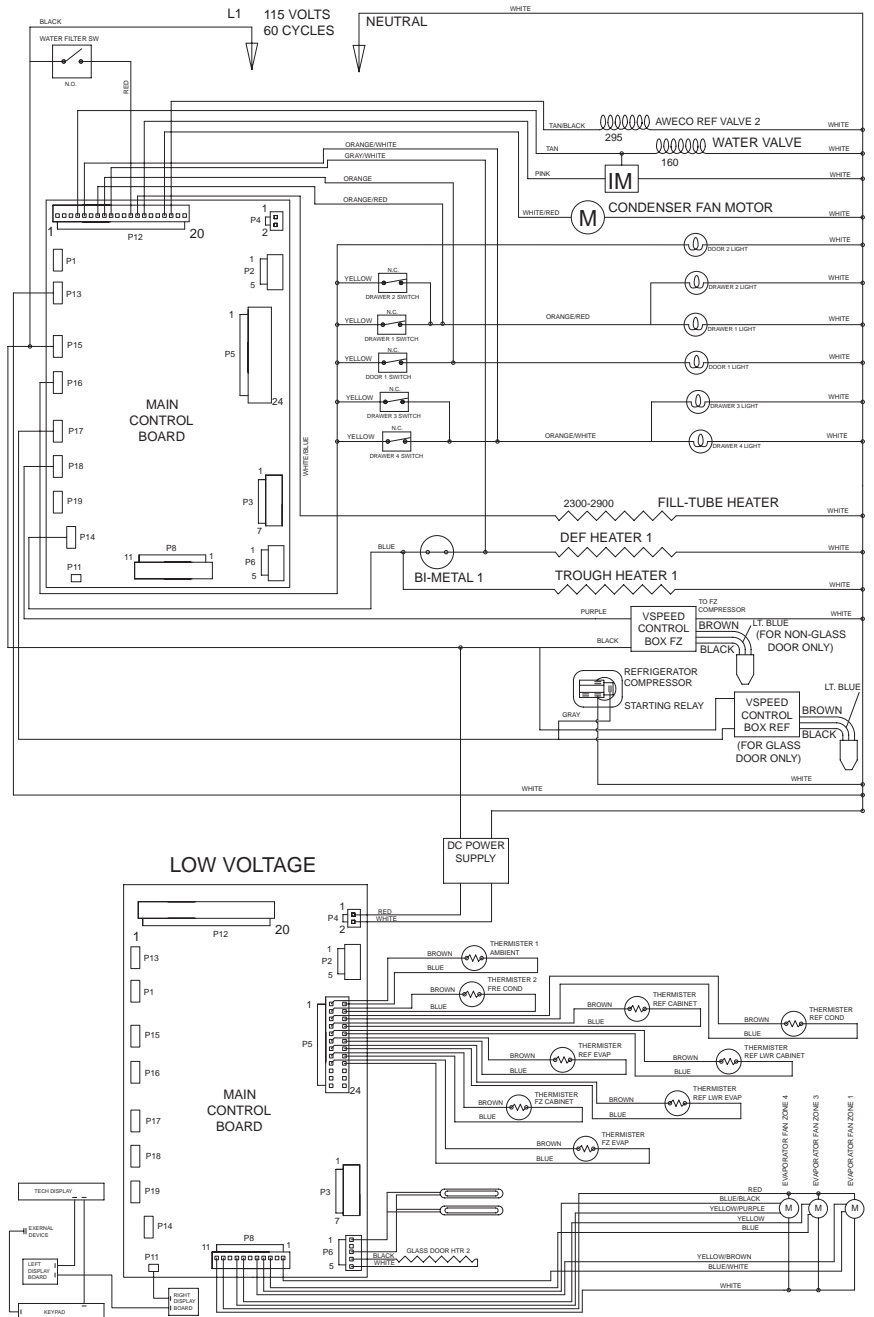 WHITE
L1 115 VOLTS
60 CYCLES
NEUTRAL
BLACK
WATER FILTER SW
N.O.
RED
TAN/BLACK
AWECO REF VALVE 2
295
WHITE
TAN
WATER VALVE
160
WHITE
PINK
IM
WHITE
WHITE/RED
M
CONDENSER FAN MOTOR
WHITE
ORANGE/WHITE
GRAY/WHITE
ORANGE
ORANGE/RED
1
P12
20
P4
1
2
P1
P2
1
5
P13
P5
1
24
P15
P16
MAIN
CONTROL
BOARD
P17
P18
P19
P3
1
7
P14
P8
11
1
P6
1
5
P11
WHITE/BLUE
DOOR 2 LIGHT
WHITE
YELLOW
N.C.
DRAWER 2 SWITCH
DRAWER 2 LIGHT
WHITE
YELLOW
N.C.
DRAWER 1 SWITCH
ORANGE/RED
DRAWER 1 LIGHT
WHITE
YELLOW
N.C.
DOOR 1 SWITCH
DOOR 1 LIGHT
WHITE
YELLOW
N.C.
DRAWER 3 SWITCH
DRAWER 3 LIGHT
WHITE
YELLOW
N.C.
DRAWER 4 SWITCH
ORANGE/WHITE
DRAWER 4 LIGHT
WHITE
2300-2900
FILL-TUBE HEATER
WHITE
BLUE
BI-METAL 1
DEF HEATER 1
WHITE
TROUGH HEATER 1
WHITE
PURPLE
BLACK
VSPEED
CONTROL
BOX FZ
TO FZ
COMPRESSOR
WHITE
BROWN
BLACK
LT. BLUE
(FOR NON-GLASS
DOOR ONLY)
REFRIGERATOR
COMPRESSOR
STARTING RELAY
GRAY
VSPEED
CONTROL
BOX REF
BROWN
BLACK
LT. BLUE
(FOR GLASS
DOOR ONLY)
WHITE
WHITE
DC POWER
SUPPLY
LOW VOLTAGE
1
P12
20
P4
1
2
RED
WHITE
P13
P2
1
5
P1
P5
1
24
P15
P16
MAIN
CONTROL
BOARD
P17
P18
P19
P3
1
7
P14
P8
11
1
P6
1
5
P11
BROWN
THERMISTER 1
AMBIENT
BLUE
BROWN
THERMISTER 2
FRE COND
BLUE
BROWN
THERMISTER
REF CABINET
BLUE
BROWN
THERMISTER
REF COND
BLUE
BROWN
THERMISTER
REF EVAP
BLUE
BROWN
THERMISTER
REF LWR CABINET
BLUE
BROWN
THERMISTER
FZ CABINET
BLUE
BROWN
THERMISTER
REF LWR EVAP
BLUE
BROWN
THERMISTER
FZ EVAP
BLUE
EVAPORATOR FAN ZONE 4
EVAPORATOR FAN ZONE 3
EVAPORATOR FAN ZONE 1
RED
BLUE/BLACK
YELLOW/PURPLE
YELLOW
BLUE
M
M
M
YELLOW/BROWN
BLUE/WHITE
WHITE
BLACK
WHITE
GLASS DOOR HTR 2
TECH DISPLAY
EXERNAL
DEVICE
LEFT
DISPLAY
BOARD
RIGHT
DISPLAY
BOARD
KEYPAD